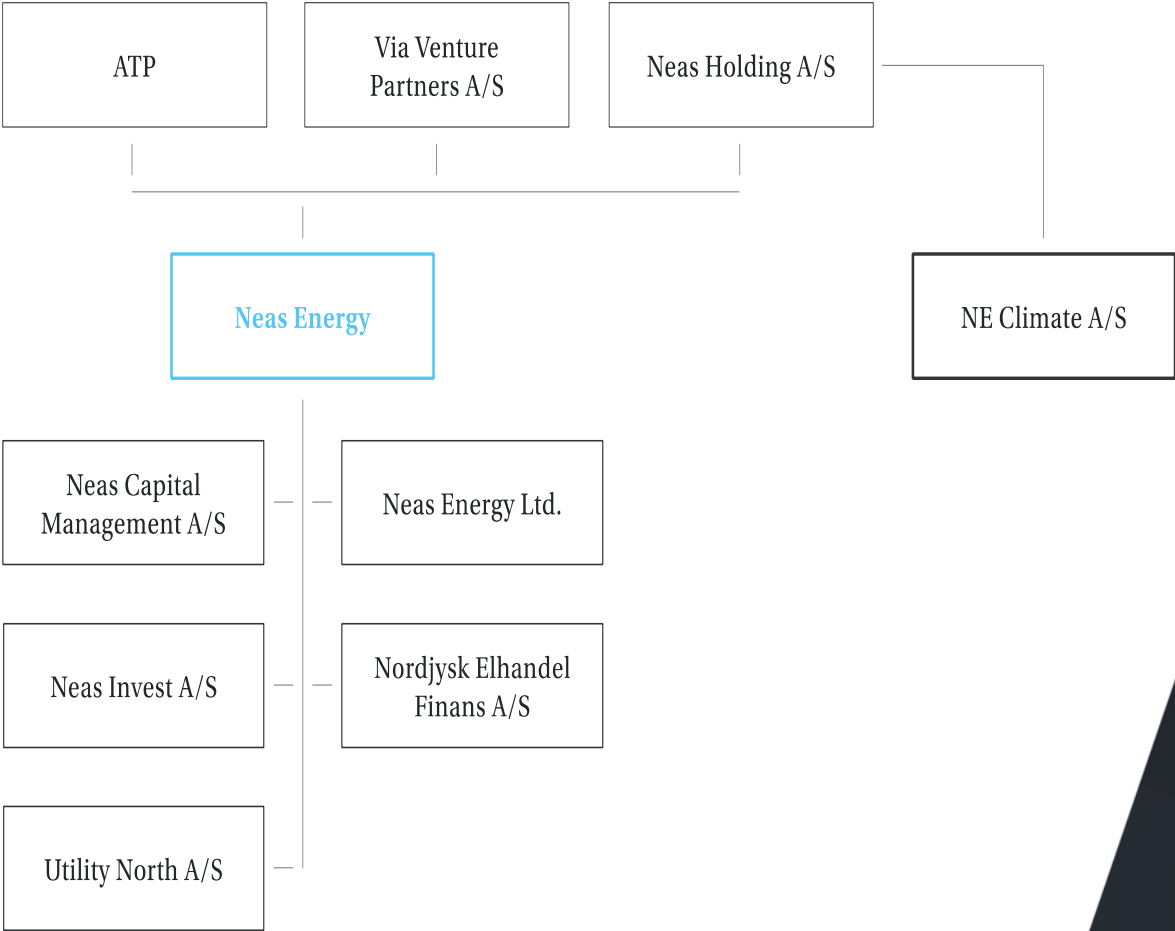 ATP
Via Venture
Partners A/S
Neas Holding A/S
Neas Energy
NE Climate A/S
Neas Capital
Management A/S
Neas Energy Ltd.
Neas Invest A/S
Nordjysk Elhandel
Finans A/S
Utility North A/S